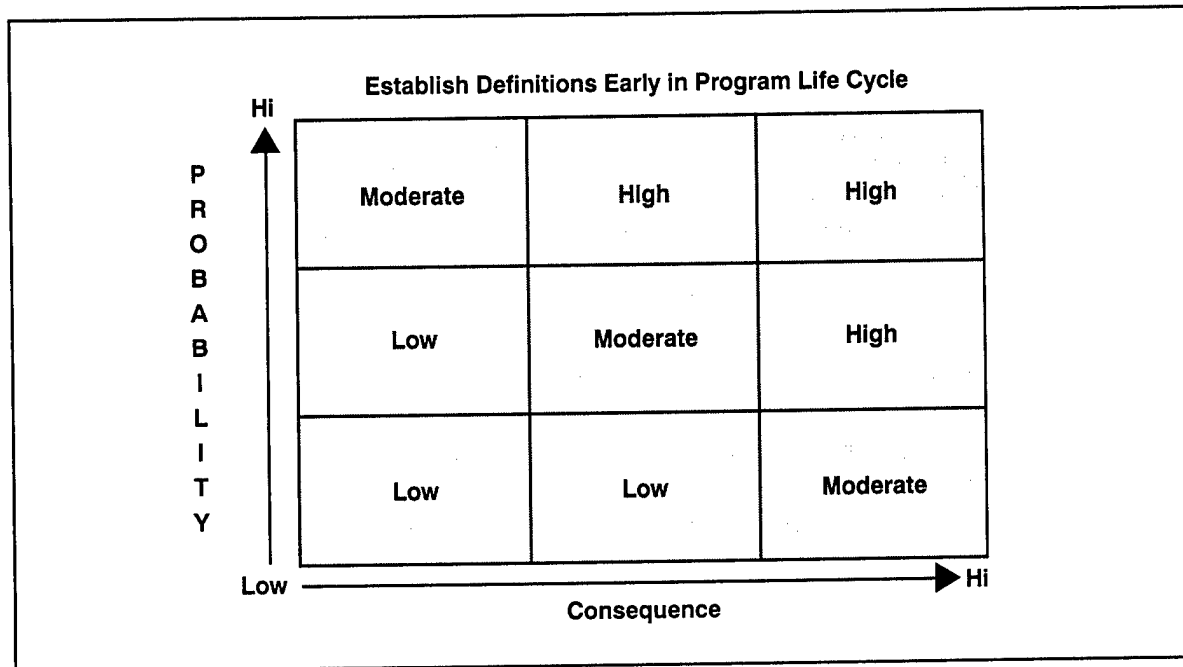 Establish Definitions Early in Program Life Cycle
Hi
PROBABILITY
Moderate High High
Low Moderate High
Low Low Moderate
Low Hi
Consequence